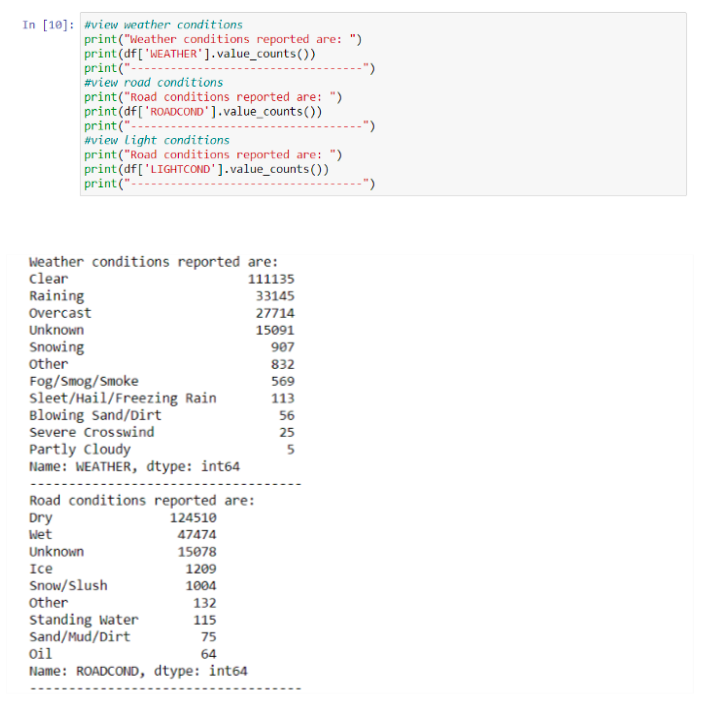 In [10]: #view weather conditions
print("Weather conditions reported are: ")
print(df['WEATHER'].value_counts())
print("-----------------------------------")
#view road conditions
print("Road conditions reported are: ")
print(df['ROADCOND'].value_counts())
print("-----------------------------------")
#view light conditions
print("Road conditions reported are: ")
print(df['LIGHTCOND'].value_counts())
print("-----------------------------------")
Weather conditions reported are:
Clear 111135
Raining 33145
Overcast 27714
Unknown 15091
Snowing 907
Other 832
Fog/Smog/Smoke 569
Sleet/Hail/Freezing Rain 113
Blowing Sand/Dirt 56
Severe Crosswind 25
Partly Cloudy 5
Name: WEATHER, dtype: int64
-----------------------------------
Road conditions reported are:
Dry 124510
Wet 47474
Unknown 15078
Ice 1209
Snow/Slush 1004
Other 132
Standing Water 115
Sand/Mud/Dirt 75
Oil 64
Name: ROADCOND, dtype: int64
-----------------------------------